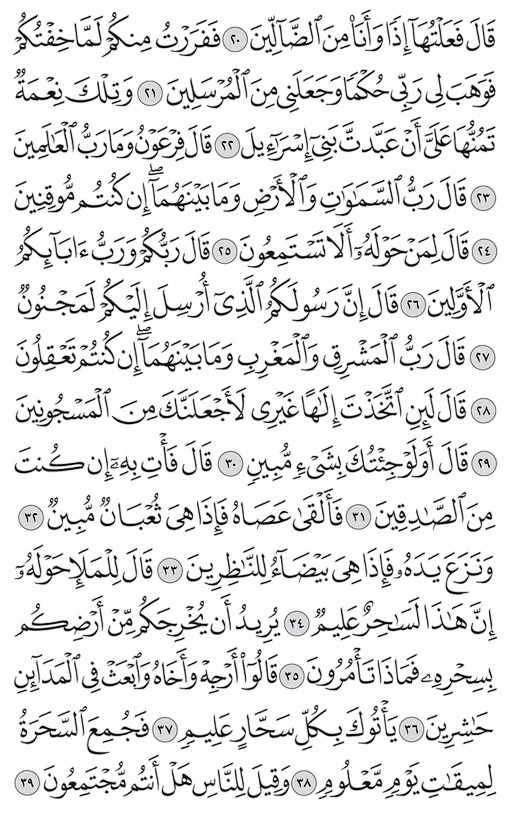 قَالَ فَعَلْتُهَآ إِذًا وَأَنَا۠ مِنَ ٱلضَّآلِّينَ ٢٠ فَفَرَرْتُ مِنكُمْ لَمَّا خِفْتُكُمْ
فَوَهَبَ لِى رَبِّى حُكْمًا وَجَعَلَنِى مِنَ ٱلْمُرْسَلِينَ ٢١ وَتِلْكَ نِعْمَةٌ
تَمُنُّهَا عَلَىَّ أَنْ عَبَّدتَّ بَنِىٓ إِسْرَٰٓءِيلَ ٢٢ قَالَ فِرْعَوْنُ وَمَا رَبُّ ٱلْعَٰلَمِينَ
٢٣ قَالَ رَبُّ ٱلسَّمَٰوَٰتِ وَٱلْأَرْضِ وَمَا بَيْنَهُمَآ ۖ إِن كُنتُم مُّوقِنِينَ
٢٤ قَالَ لِمَنْ حَوْلَهُۥٓ أَلَا تَسْتَمِعُونَ ٢٥ قَالَ رَبُّكُمْ وَرَبُّ ءَابَآئِكُمُ
ٱلْأَوَّلِينَ ٢٦ قَالَ إِنَّ رَسُولَكُمُ ٱلَّذِىٓ أُرْسِلَ إِلَيْكُمْ لَمَجْنُونٌ
٢٧ قَالَ رَبُّ ٱلْمَشْرِقِ وَٱلْمَغْرِبِ وَمَا بَيْنَهُمَآ ۖ إِن كُنتُمْ تَعْقِلُونَ
٢٨ قَالَ لَئِنِ ٱتَّخَذْتَ إِلَٰهًا غَيْرِى لَأَجْعَلَنَّكَ مِنَ ٱلْمَسْجُونِينَ
٢٩ قَالَ أَوَلَوْ جِئْتُكَ بِشَىْءٍ مُّبِينٍ ٣٠ قَالَ فَأْتِ بِهِۦٓ إِن كُنتَ
مِنَ ٱلصَّٰدِقِينَ ٣١ فَأَلْقَىٰ عَصَاهُ فَإِذَا هِىَ ثُعْبَانٌ مُّبِينٌ ٣٢
وَنَزَعَ يَدَهُۥ فَإِذَا هِىَ بَيْضَآءُ لِلنَّٰظِرِينَ ٣٣ قَالَ لِلْمَلَإِ حَوْلَهُۥٓ
إِنَّ هَٰذَا لَسَٰحِرٌ عَلِيمٌ ٣٤ يُرِيدُ أَن يُخْرِجَكُم مِّنْ أَرْضِكُم
بِسِحْرِهِۦ فَمَاذَا تَأْمُرُونَ ٣٥ قَالُوٓا۟ أَرْجِهْ وَأَخَاهُ وَٱبْعَثْ فِى ٱلْمَدَآئِنِ
حَٰشِرِينَ ٣٦ يَأْتُوكَ بِكُلِّ سَحَّارٍ عَلِيمٍ ٣٧ فَجُمِعَ ٱلسَّحَرَةُ
لِمِيقَٰتِ يَوْمٍ مَّعْلُومٍ ٣٨ وَقِيلَ لِلنَّاسِ هَلْ أَنتُم مُّجْتَمِعُونَ ٣٩